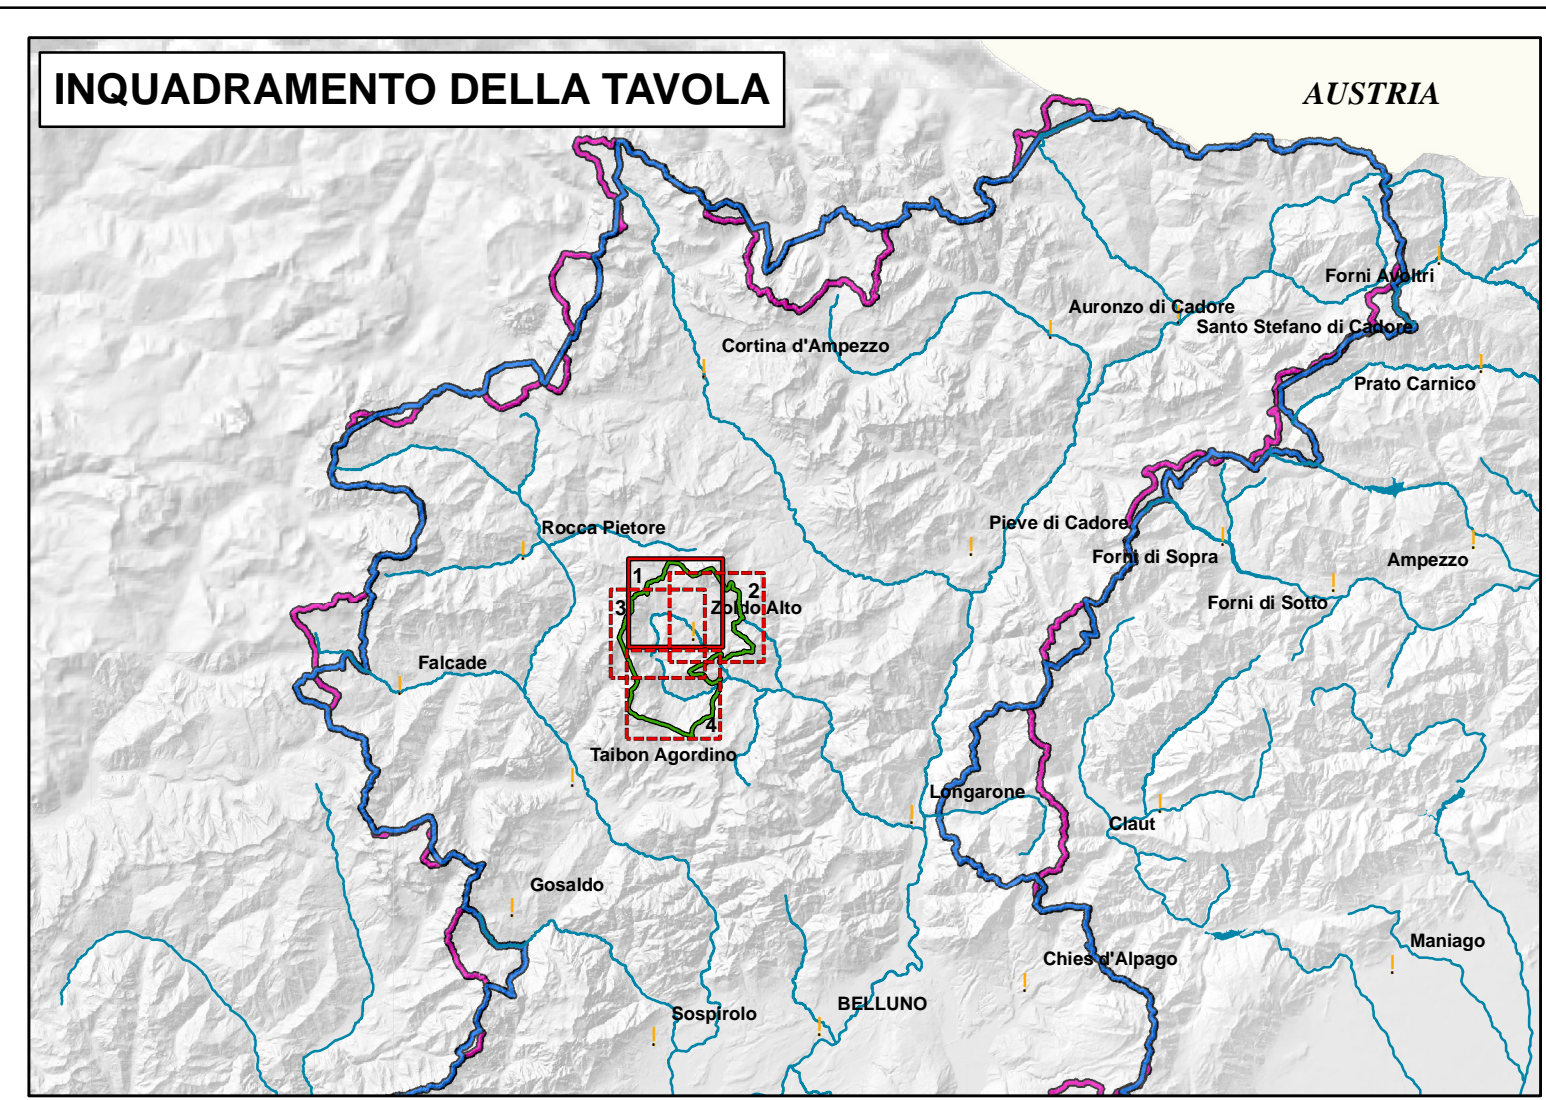 INQUADRAMENTO DELLA TAVOLA
AUSTRIA
Forni Avoltri
Auronzo di Cadore
Santo Stefano di Cadore
Cortina d'Ampezzo
Prato Carnico
Rocca Pietore
Pieve di Cadore
Forni di Sopra
Ampezzo
1
2
3
Zoldo Alto
Forni di Sotto
Falcade
4
Taibon Agordino
Longarone
Claut
Gosaldo
Maniago
Chies d'Alpago
BELLUNO
Sospirolo